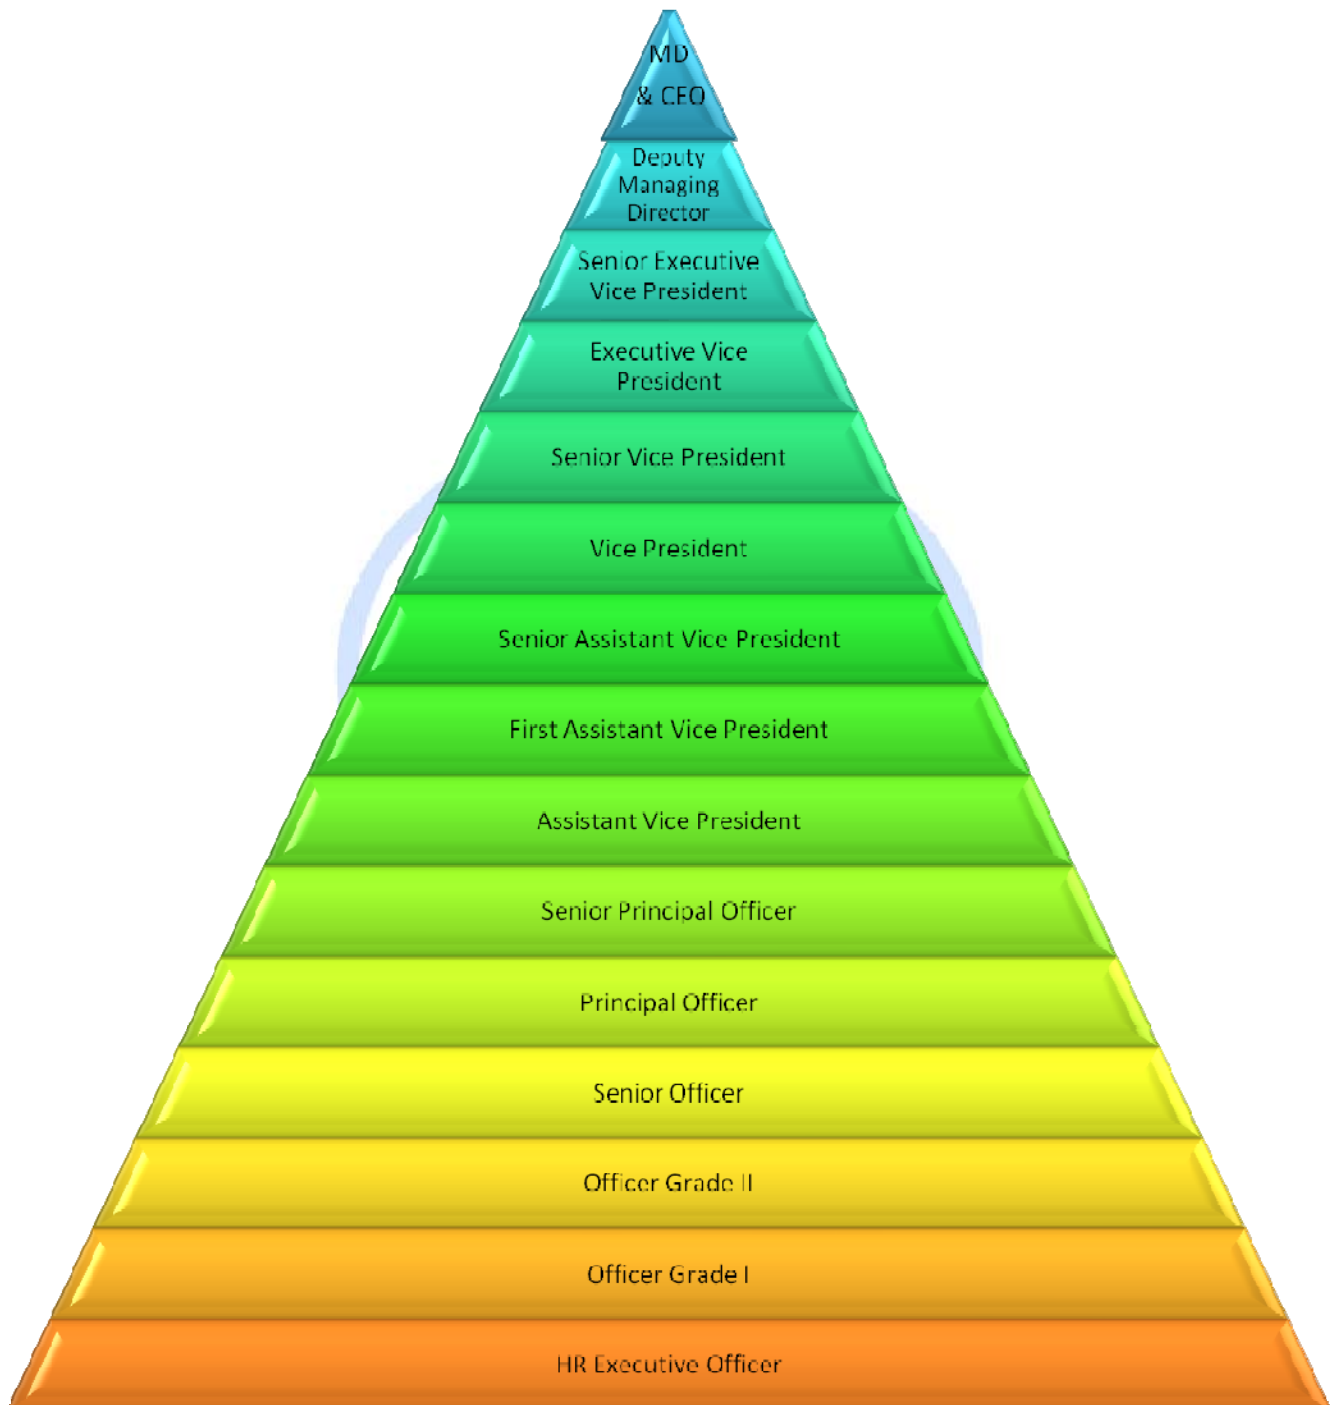 MD
& CEO
Deputy
Managing
Director
Senior Executive
Vice President
Executive Vice
President
Senior Vice President
Vice President
Senior Assistant Vice President
First Assistant Vice President
Assistant Vice President
Senior Principal Officer
Principal Officer
Senior Officer
Officer Grade II
Officer Grade I
HR Executive Officer